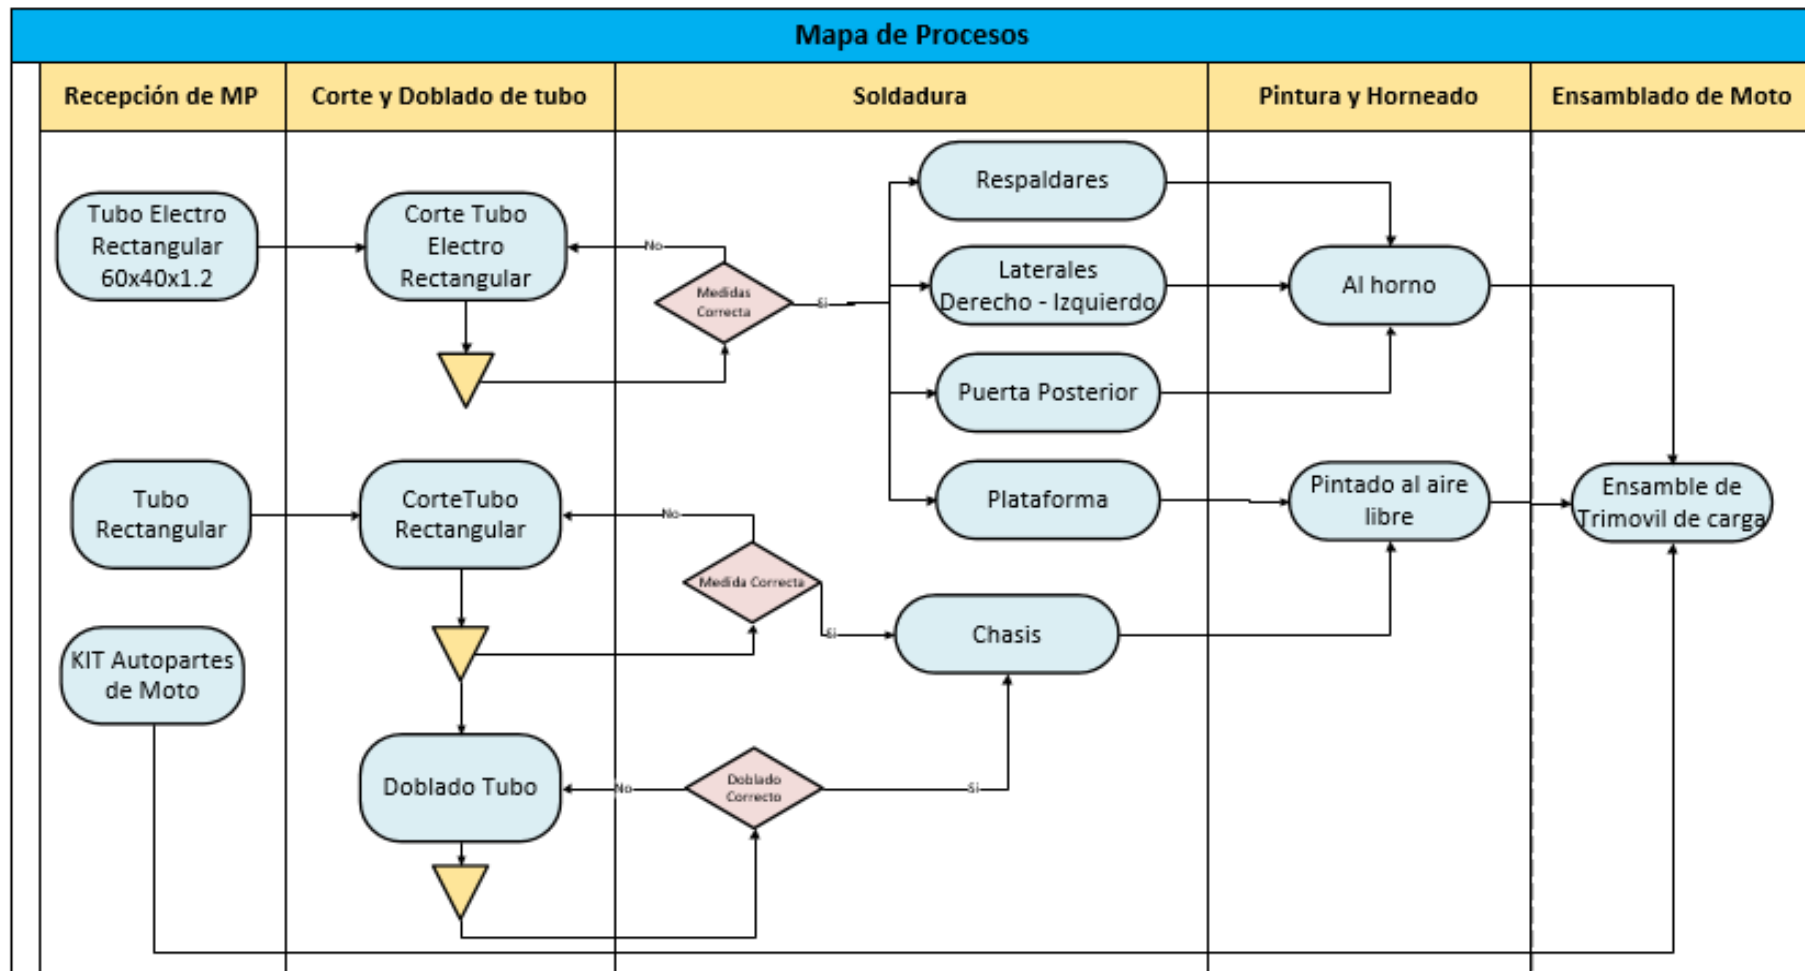 Mapa de Procesos
Recepción de MP
Corte y Doblado de tubo
Soldadura
Pintura y Horneado
Ensamblado de Moto
Tubo Electro
Rectangular
60x40x1.2
Corte Tubo
Electro
Rectangular
No
Medidas
Correcta
Si
Respaldares
Laterales
Derecho - Izquierdo
Al horno
Puerta Posterior
Tubo
Rectangular
CorteTubo
Rectangular
No
Medida Correcta
Si
Plataforma
Pintado al aire
libre
Ensamble de
Trimovil de carga
Chasis
KIT Autopartes
de Moto
Doblado Tubo
No
Doblado
Correcto
Si